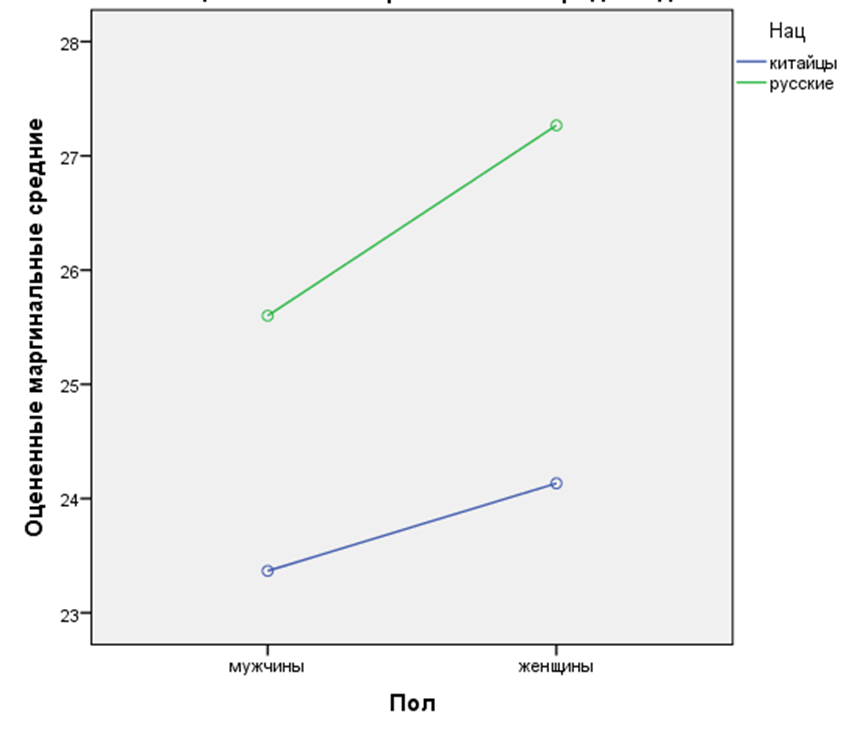 Нац
китайцы
русские
Оцененные маргинальные средние
28
27
26
25
24
23
мужчины женщины
Пол